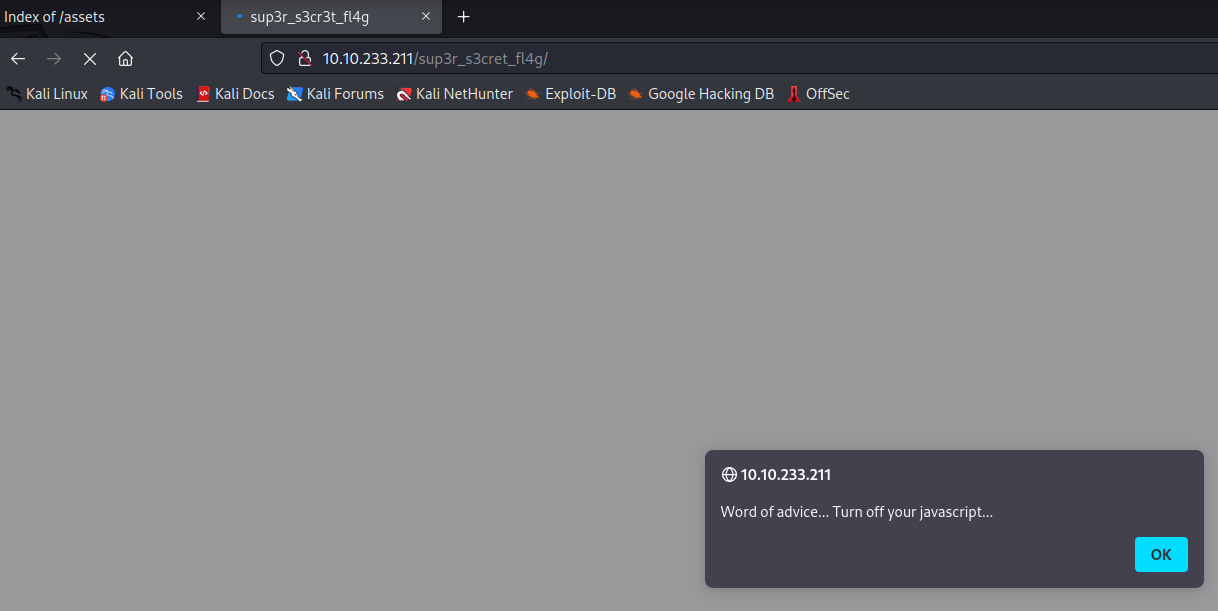 Index of /assets
sup3r_s3cr3t_fl4g
10.10.233.211/sup3r_s3cret_fl4g/
Kali Linux Kali Tools Kali Docs Kali Forums Kali NetHunter Exploit-DB Google Hacking DB OffSec
10.10.233.211
Word of advice... Turn off your javascript...
OK